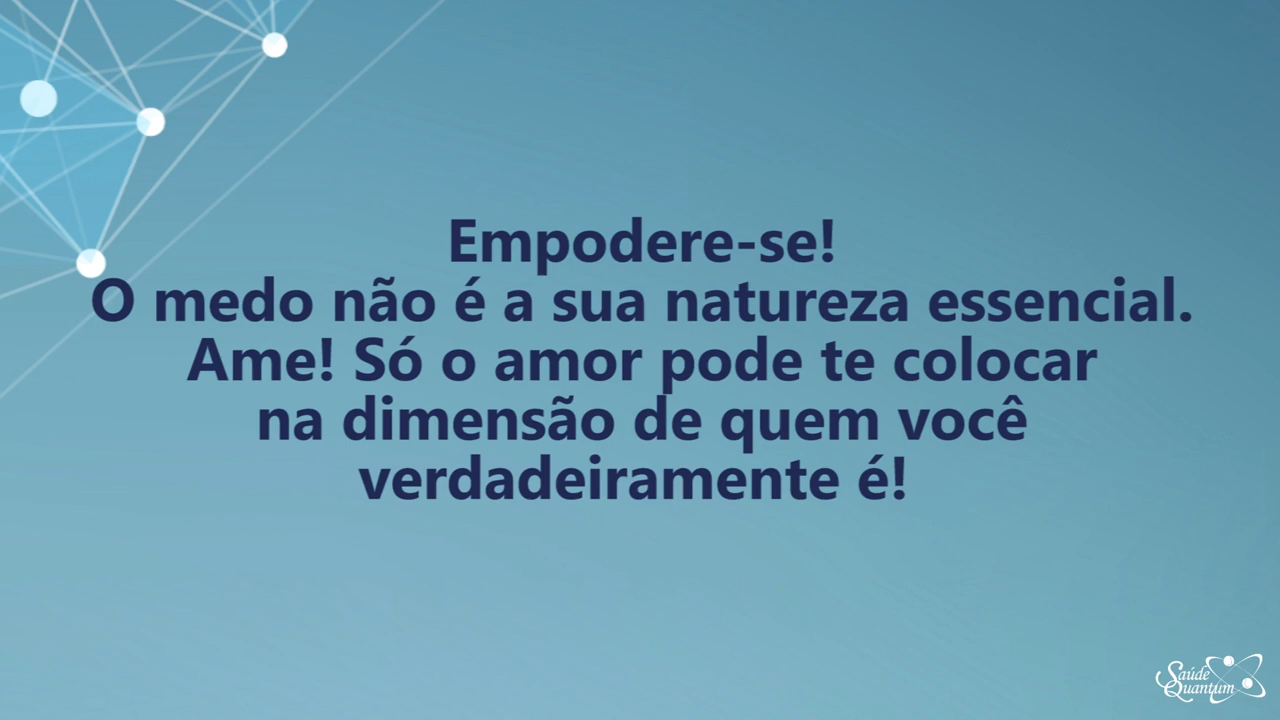 Empodere-se!
O medo não é a sua natureza essencial.
Ame! Só o amor pode te colocar
na dimensão de quem você
verdadeiramente é!
Saúde
Quantum